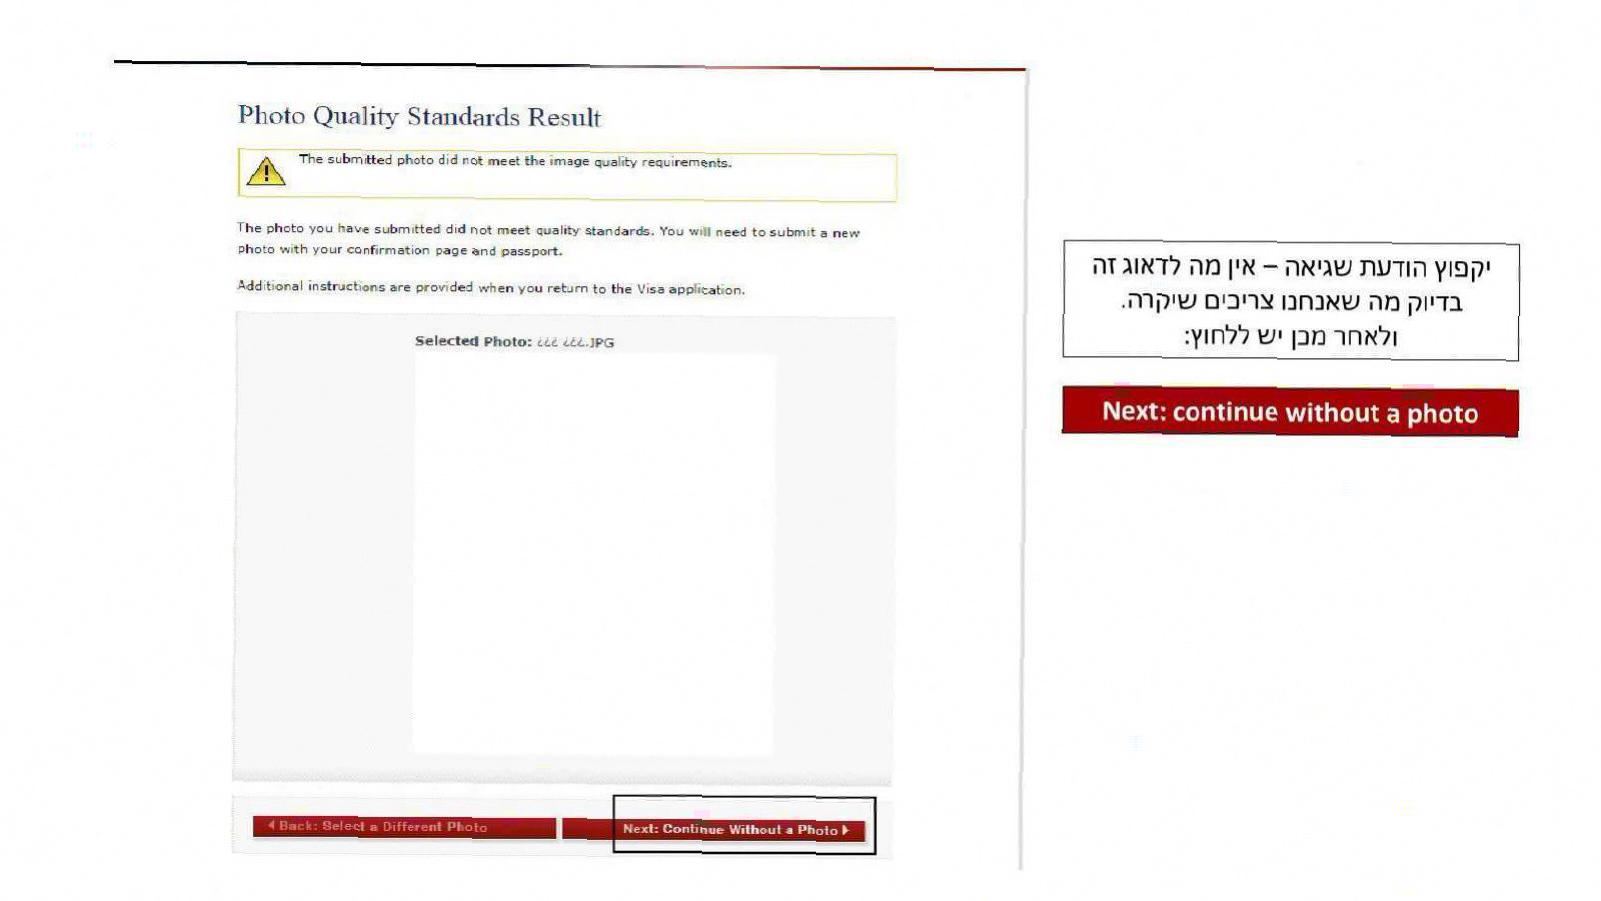 Photo Quality Standards Result
The submitted photo did not meet the image quality requirements.
The photo you have submitted did not meet quality standards. You will need to submit a new
photo with your confirmation page and passport.
Additional instructions are provided when you return to the Visa application.
Selected Photo: ¿¿¿ ¿¿¿.JPG
Back: Select a Different Photo
Next: Continue Without a Photo
יקפוץ הודעת שגיאה – אין מה לדאוג זה
בדיוק מה שאנחנו צריכים שיקרה.
ולאחר מכן יש ללחוץ:
Next: continue without a photo